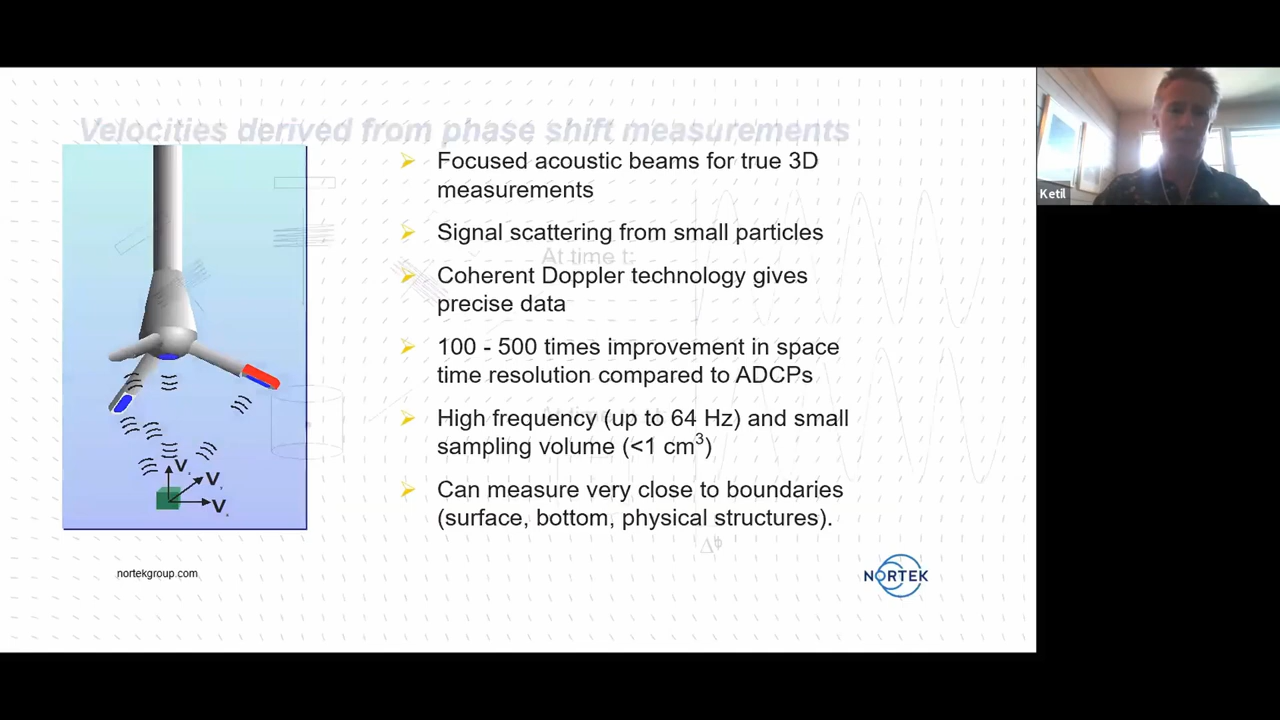 Velocities derived from phase shift measurements
Focused acoustic beams for true 3D
measurements
Signal scattering from small particles
At time t:
Coherent Doppler technology gives
precise data
100 - 500 times improvement in space
time resolution compared to ADCPs
High frequency (up to 64 Hz) and small
sampling volume (<1 cm³)
Can measure very close to boundaries
(surface, bottom, physical structures).
Δϕ
V
V
V
nortekgroup.com
NORTEK
Ketil